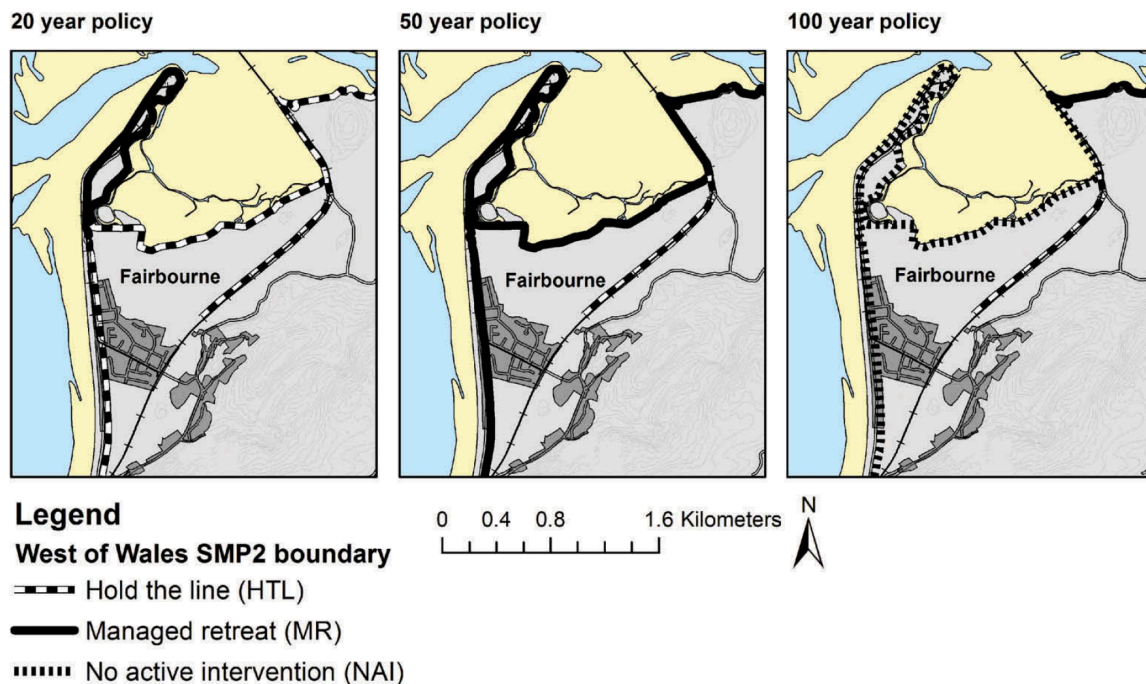 20 year policy
50 year policy
100 year policy
Fairbourne
Fairbourne
Fairbourne
Legend
West of Wales SMP2 boundary
Hold the line (HTL)
Managed retreat (MR)
No active intervention (NAI)
0 0.4 0.8 1.6 Kilometers
N